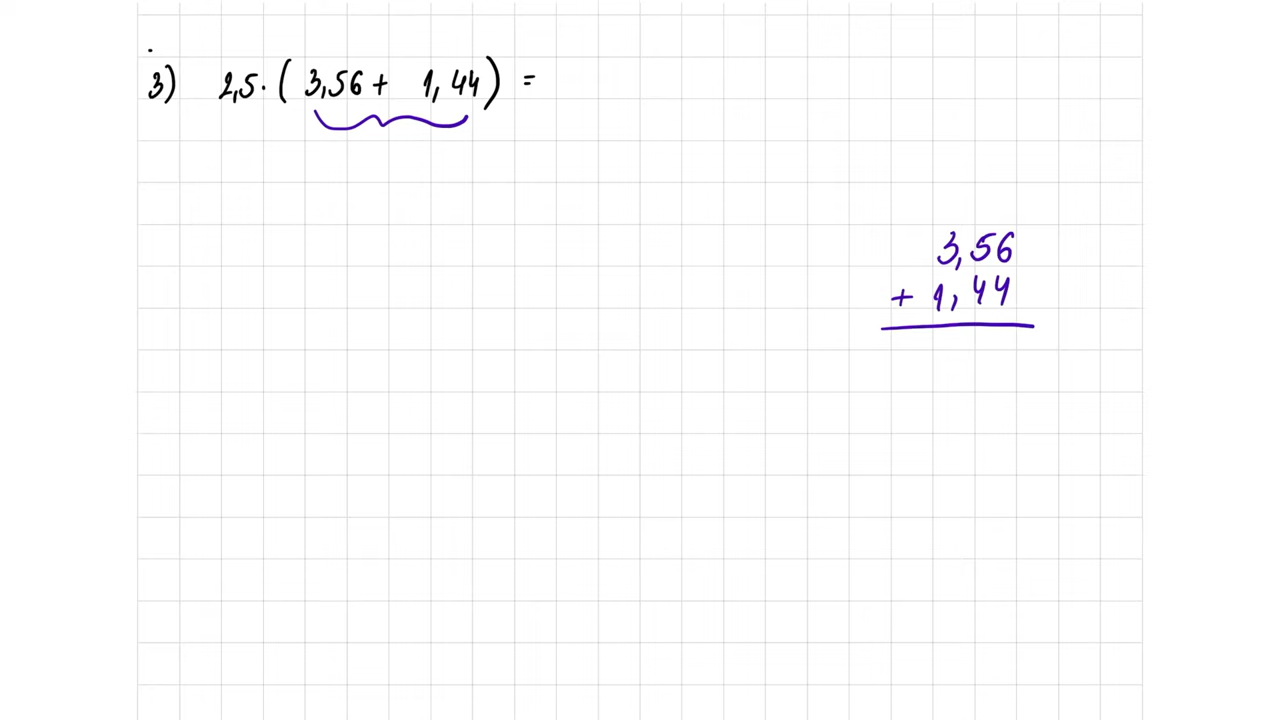 3) 2,5 · ( 3,56 + 1,44 ) =
3,56
+ 1,44